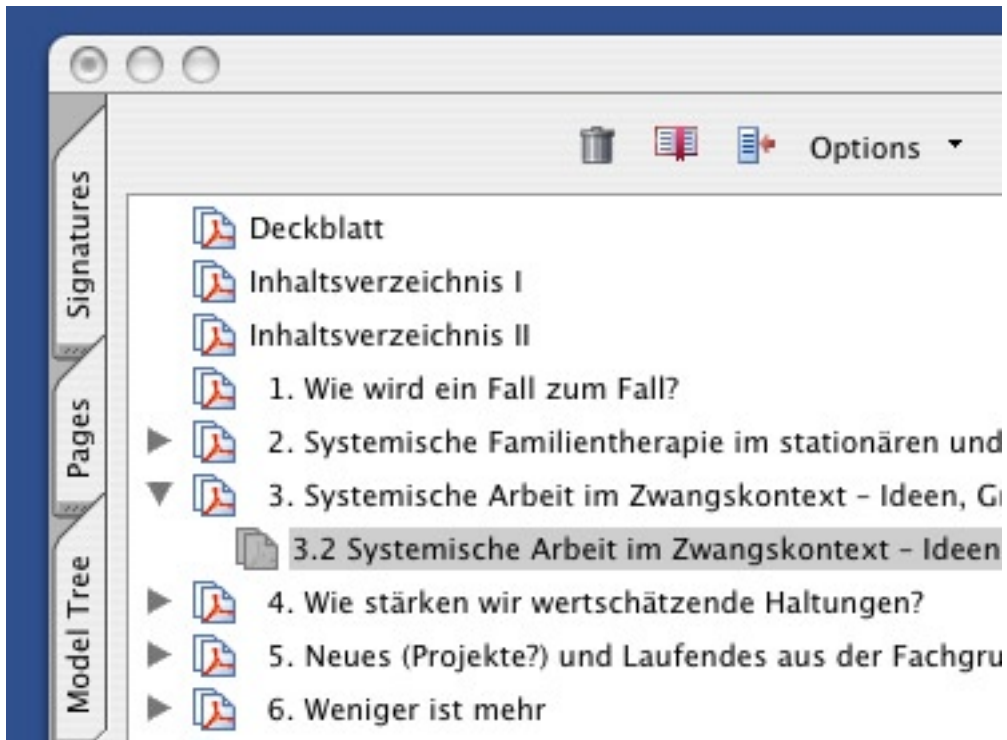 Options
Signatures
Pages
Model Tree
Deckblatt
Inhaltsverzeichnis I
Inhaltsverzeichnis II
1. Wie wird ein Fall zum Fall?
2. Systemische Familientherapie im stationären und
3. Systemische Arbeit im Zwangskontext – Ideen, Gr
3.2 Systemische Arbeit im Zwangskontext – Ideen
4. Wie stärken wir wertschätzende Haltungen?
5. Neues (Projekte?) und Laufendes aus der Fachgru
6. Weniger ist mehr